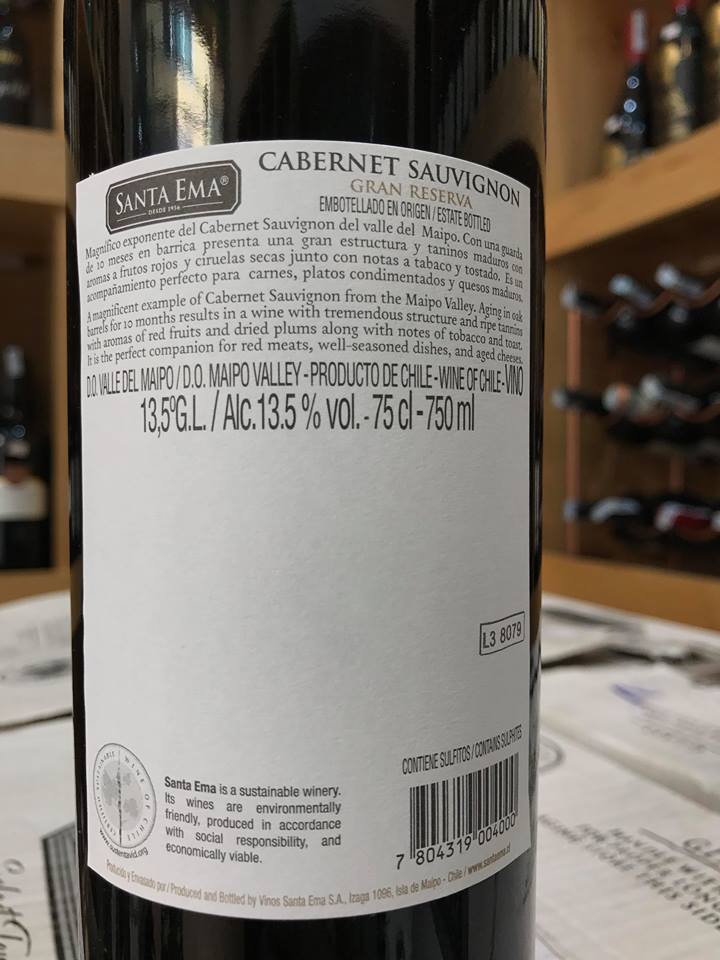 SANTA EMA®
DESDE 1956
CABERNET SAUVIGNON
GRAN RESERVA
EMBOTELLADO EN ORIGEN / ESTATE BOTTLED
Magnífico exponente del Cabernet Sauvignon del valle del Maipo. Con una guarda
de 10 meses en barrica presenta una gran estructura y taninos maduros con
aromas a frutos rojos y ciruelas secas junto con notas a tabaco y tostado. Es un
acompañamiento perfecto para carnes, platos condimentados y quesos maduros.
A magnificent example of Cabernet Sauvignon from the Maipo Valley. Aging in oak
barrels for 10 months results in a wine with tremendous structure and ripe tannins
with aromas of red fruits and dried plums along with notes of tobacco and toast.
It is the perfect companion for red meats, well-seasoned dishes, and aged cheeses.
D.O. VALLE DEL MAIPO / D.O. MAIPO VALLEY - PRODUCTO DE CHILE - WINE OF CHILE - VINO
13,5ºG.L. / Alc.13.5 % vol. - 75 cl - 750 ml
L3 8079
CONTIENE SULFITOS / CONTAINS SULPHITES
WINE OF CHILE
www.sustentavid.org
Santa Ema is a sustainable winery.
Its wines are environmentally
friendly, produced in accordance
with social responsibility, and
economically viable.
7 804319 004000
Producido y Envasado por / Produced and Bottled by Vinos Santa Ema S.A., Izaga 1096, Isla de Maipo - Chile / www.santaema.cl